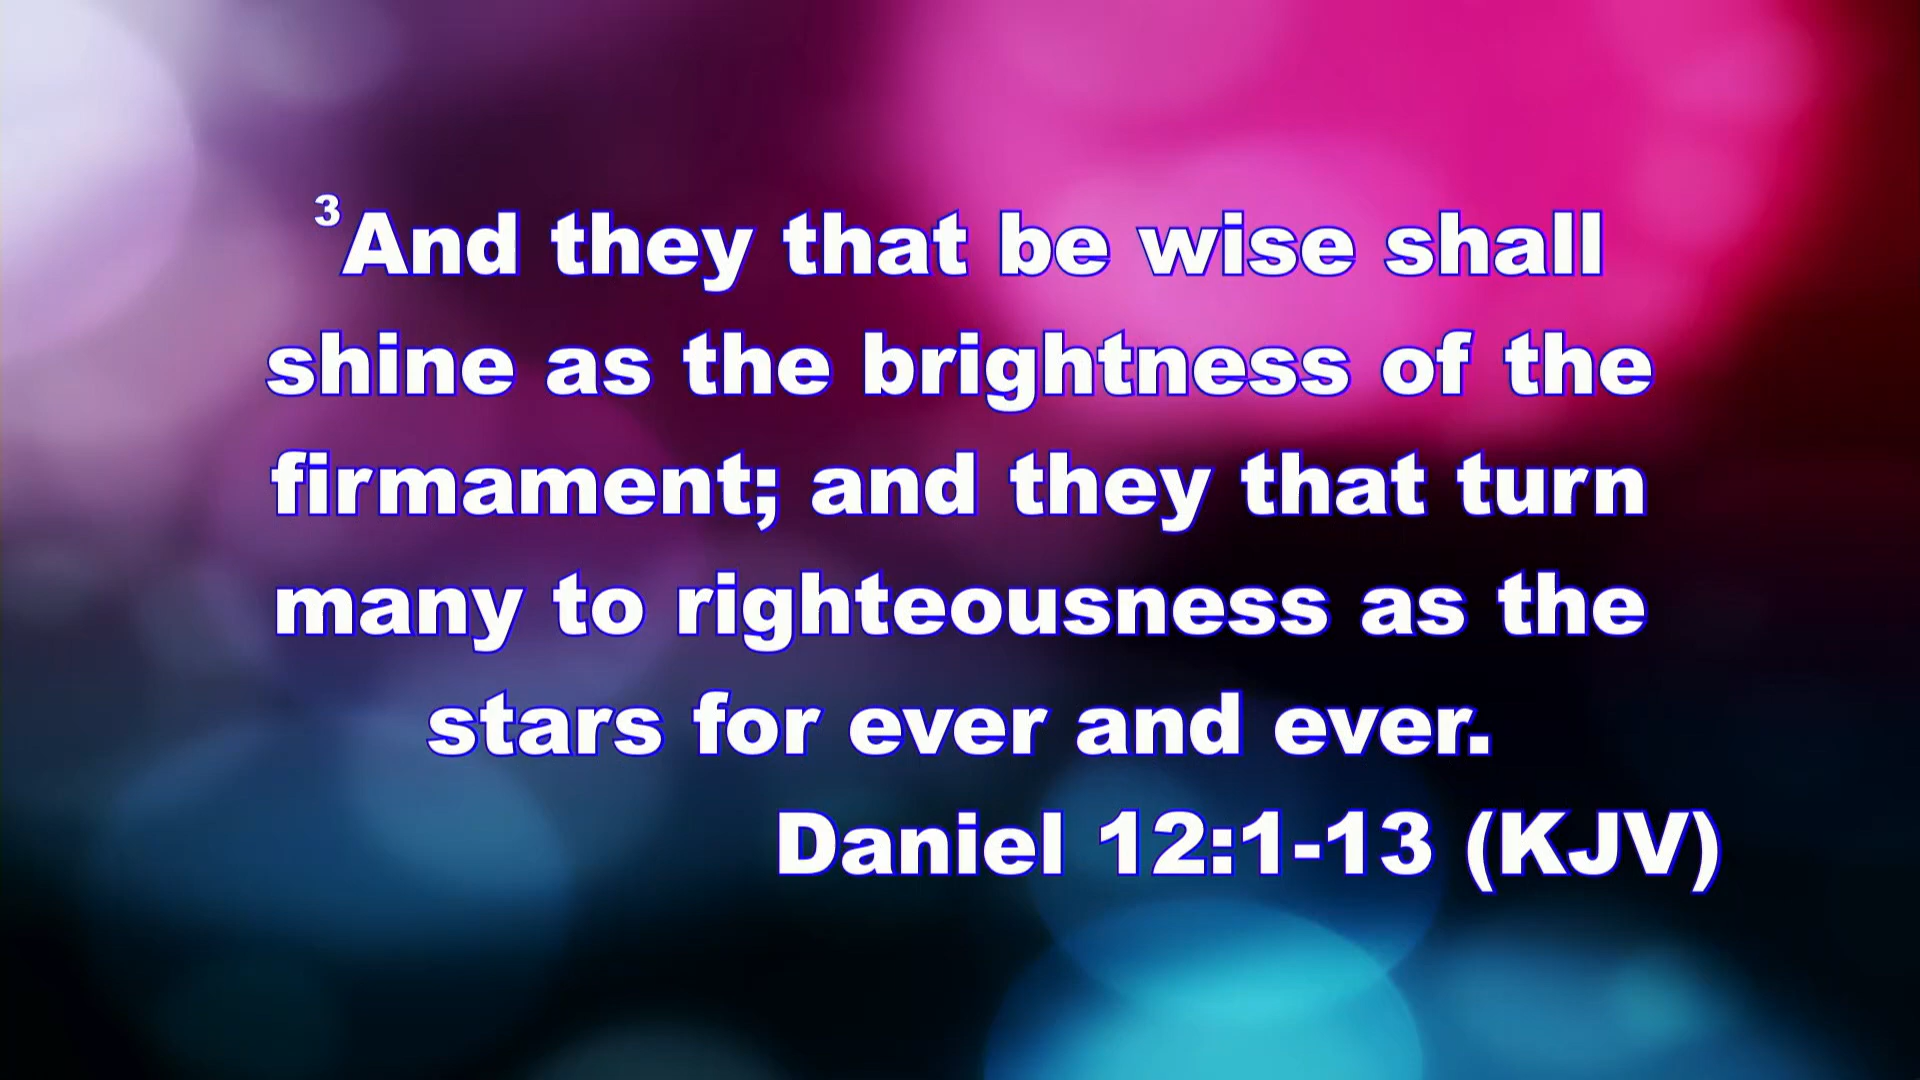 ³And they that be wise shall
shine as the brightness of the
firmament; and they that turn
many to righteousness as the
stars for ever and ever.
Daniel 12:1-13 (KJV)